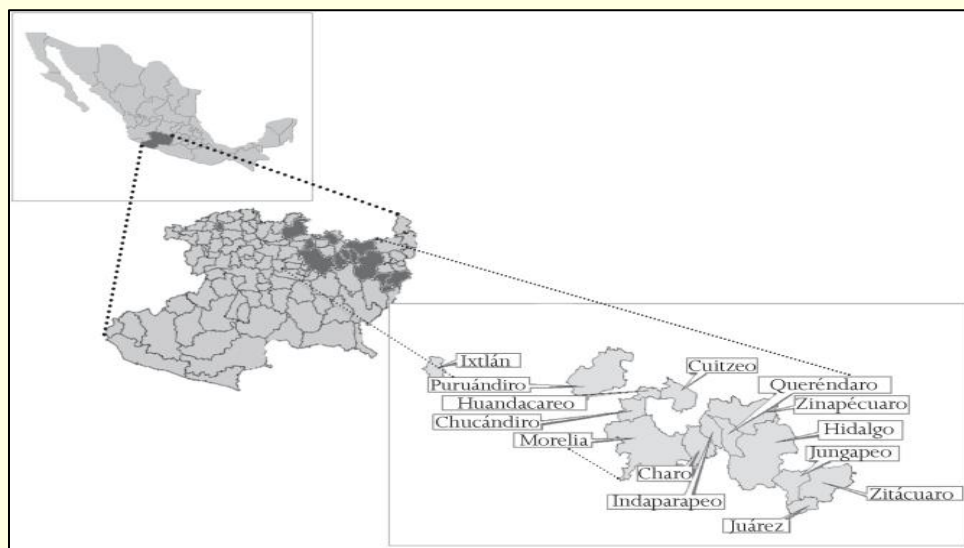 Ixtlán
Cuitzeo
Puruándiro
Queréndaro
Huandacareo
Zinapécuaro
Chucándiro
Hidalgo
Morelia
Jungapeo
Charo
Zitácuaro
Indaparapeo
Juárez